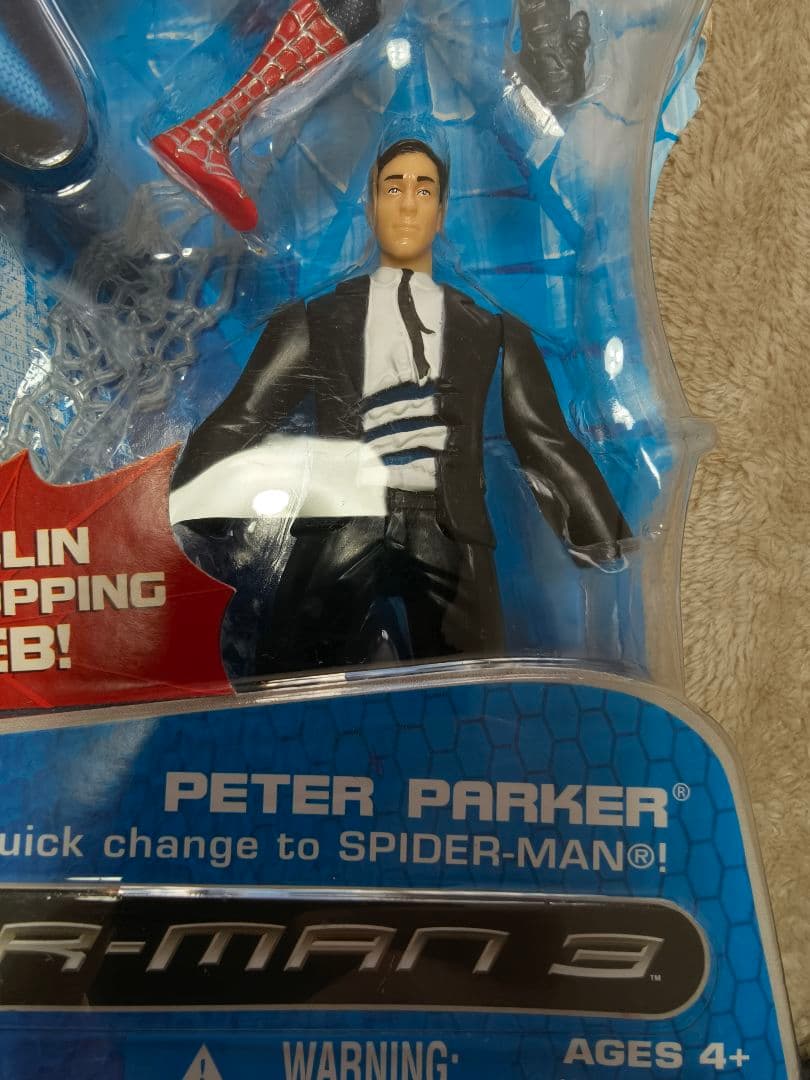 LIN
PPING
EB!
PETER PARKER®
uick change to SPIDER-MAN®!
R-MAN 3™
WARNING:
AGES 4+